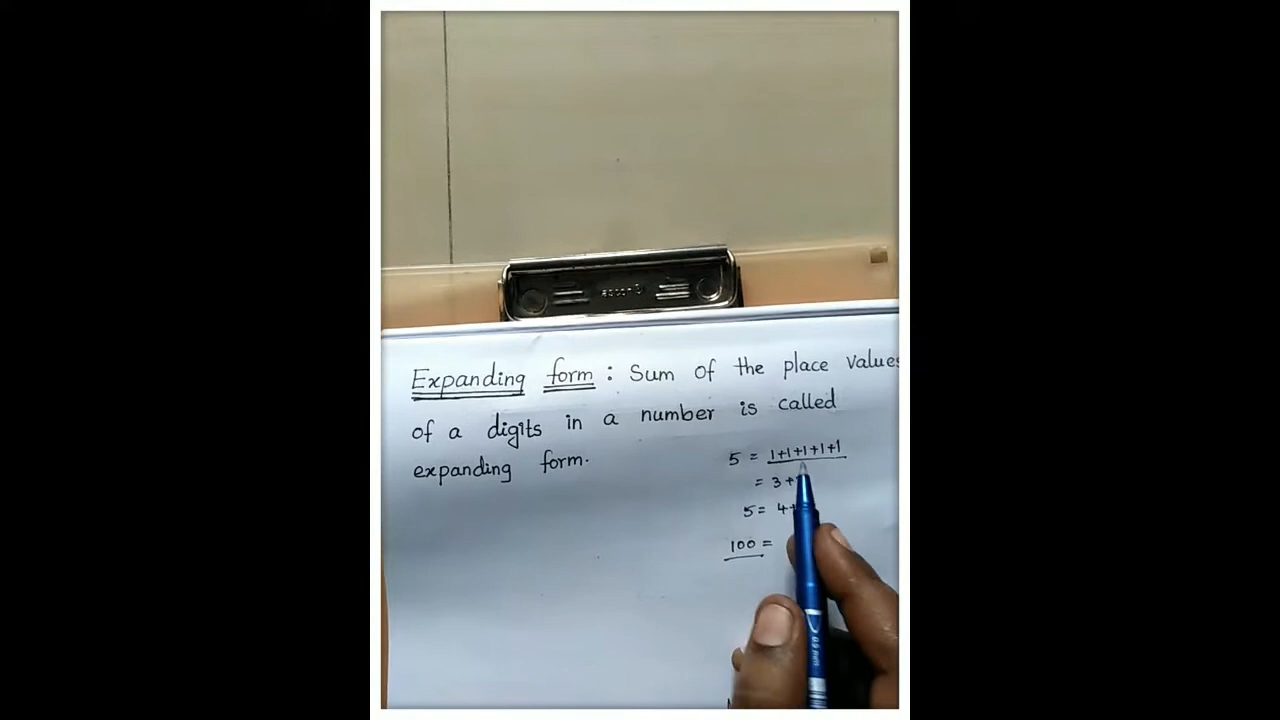 Expanding form : Sum of the place values
of a digits in a number is called
expanding form.
5 = 1+1+1+1+1
= 3+
5 = 4+
100 =